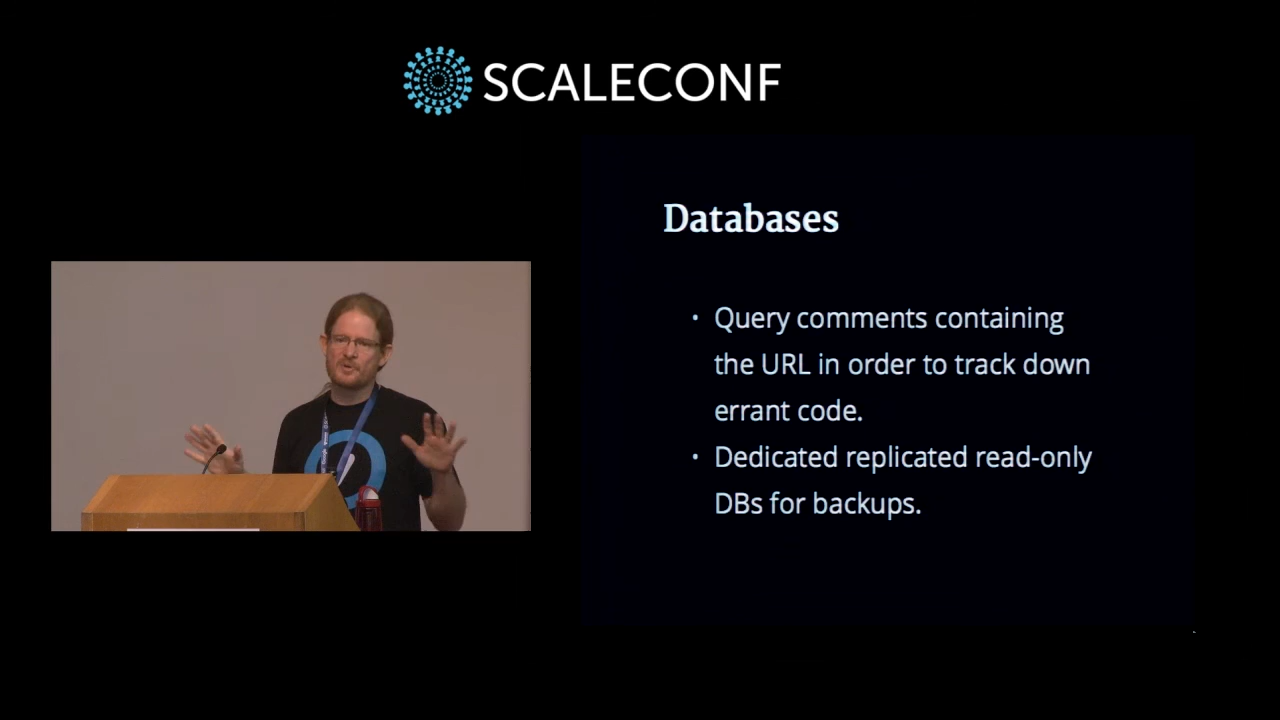 SCALECONF
Databases
• Query comments containing
the URL in order to track down
errant code.
• Dedicated replicated read-only
DBs for backups.